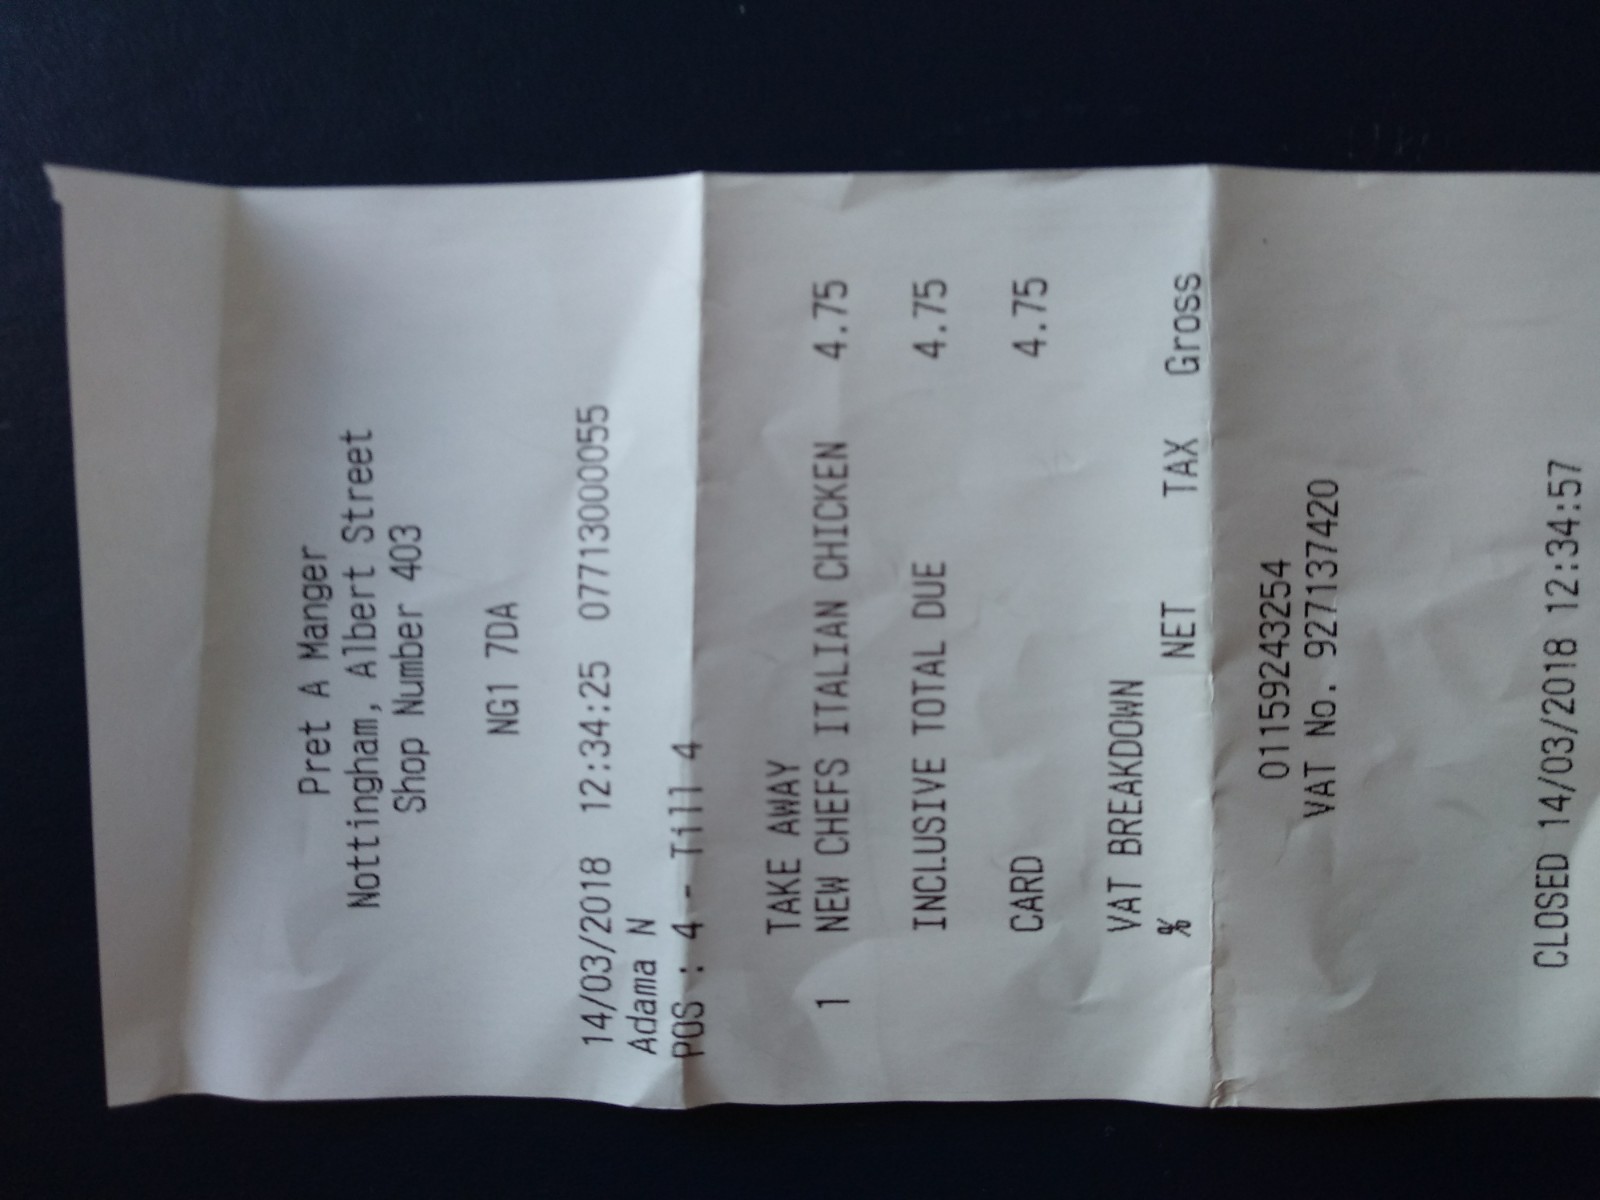 Pret A Manger
Nottingham, Albert Street
Shop Number 403
NG1 7DA
14/03/2018 12:34:25 07713000055
Adama N
POS : 4 - Till 4
TAKE AWAY
1 NEW CHEFS ITALIAN CHICKEN 4.75
INCLUSIVE TOTAL DUE 4.75
CARD 4.75
VAT BREAKDOWN
% NET TAX Gross
01159243254
VAT No. 927137420
CLOSED 14/03/2018 12:34:57